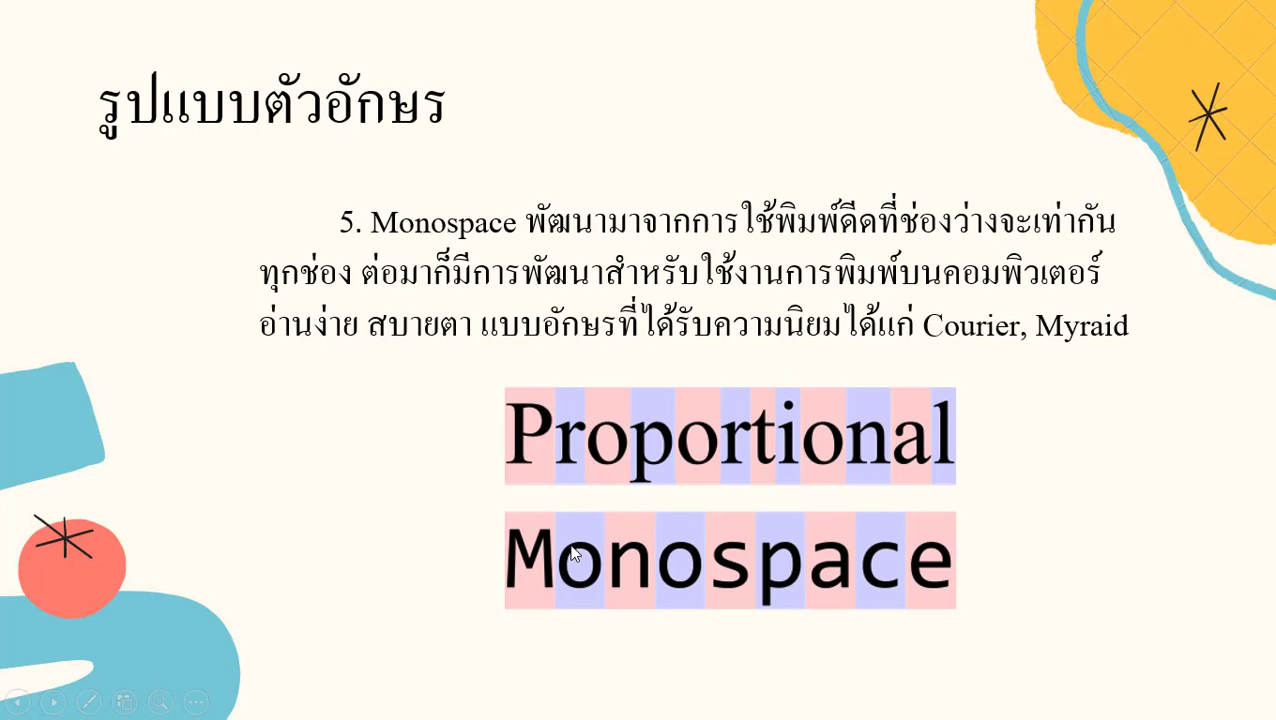 รูปแบบตัวอักษร
5. Monospace พัฒนามาจากการใช้พิมพ์ดีดที่ช่องว่างจะเท่ากัน
ทุกช่อง ต่อมาก็มีการพัฒนาสำหรับใช้งานการพิมพ์บนคอมพิวเตอร์
อ่านง่าย สบายตา แบบอักษรที่ได้รับความนิยมได้แก่ Courier, Myraid
Proportional
Monospace